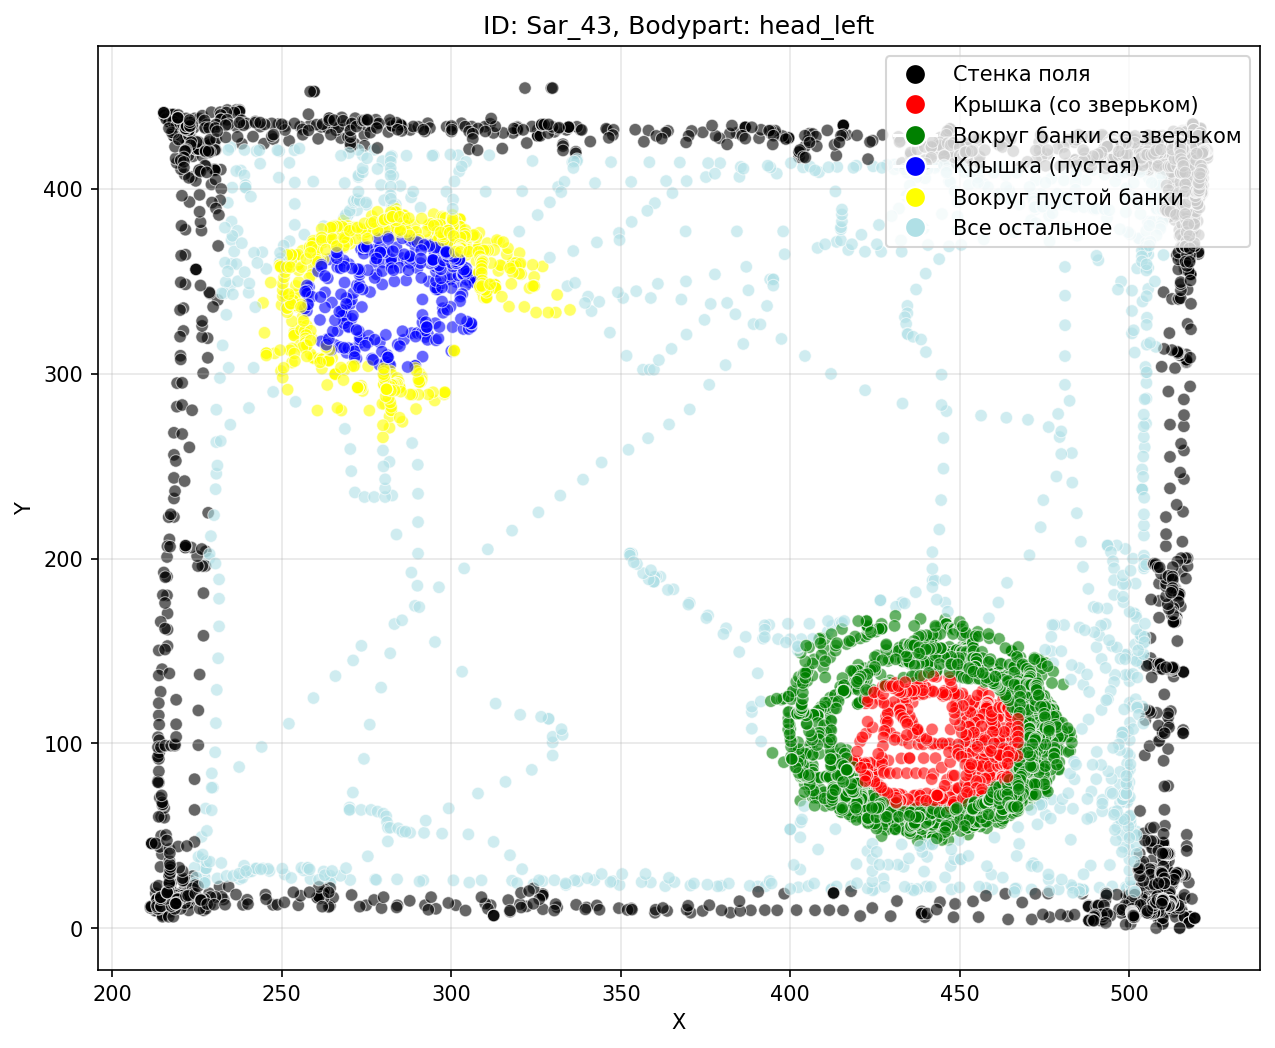 ID: Sar_43, Bodypart: head_left
Стенка поля
Крышка (со зверьком)
Вокруг банки со зверьком
Крышка (пустая)
Вокруг пустой банки
Все остальное
Y
400
300
200
100
0
200
250
300
350
400
450
500
X